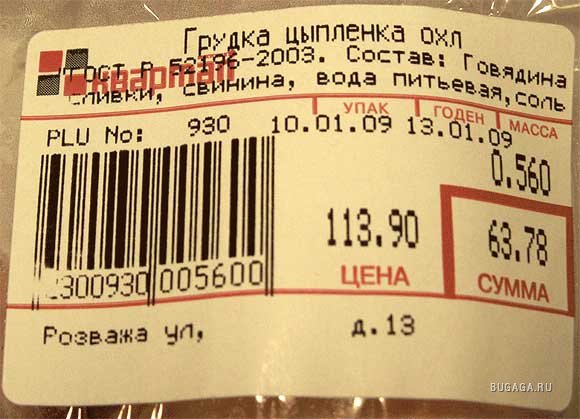 Грудка цыпленка охл
ГОСТ Р 52196-2003. Состав: Говядина
квартал
сливки, свинина, вода питьевая,соль
УПАК ГОДЕН МАССА
PLU No: 930 10.01.09 13.01.09
0.560
113.90 63.78
2300930 005600
ЦЕНА СУММА
Розважа ул, д.13
BUGAGA.RU